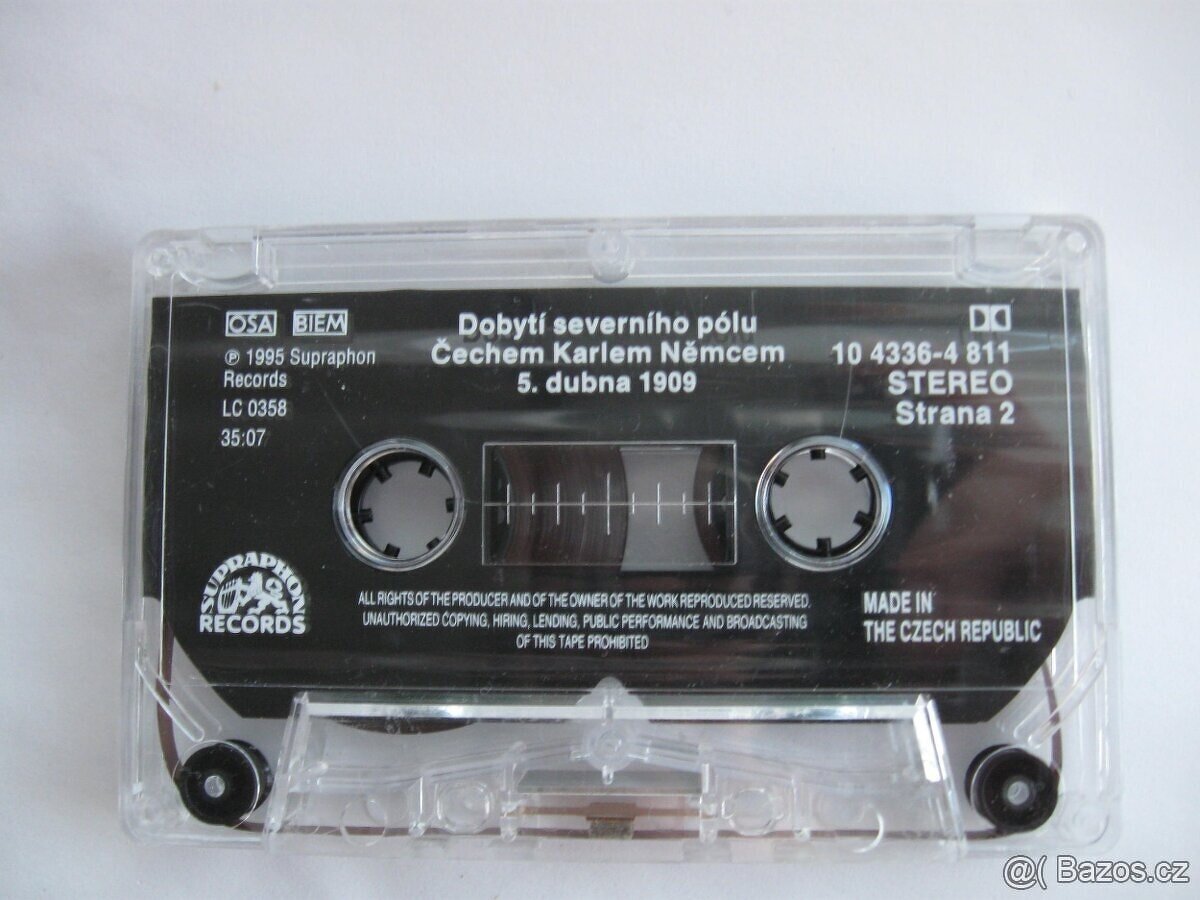 OSA BIEM
℗ 1995 Supraphon
Records
LC 0358
35:07
Dobytí severního pólu
Čechem Karlem Němcem
5. dubna 1909
10 4336-4 811
STEREO
Strana 2
SUPRAPHON
RECORDS
ALL RIGHTS OF THE PRODUCER AND OF THE OWNER OF THE WORK REPRODUCED RESERVED.
UNAUTHORIZED COPYING, HIRING, LENDING, PUBLIC PERFORMANCE AND BROADCASTING
OF THIS TAPE PROHIBITED
MADE IN
THE CZECH REPUBLIC
@( Bazos.cz